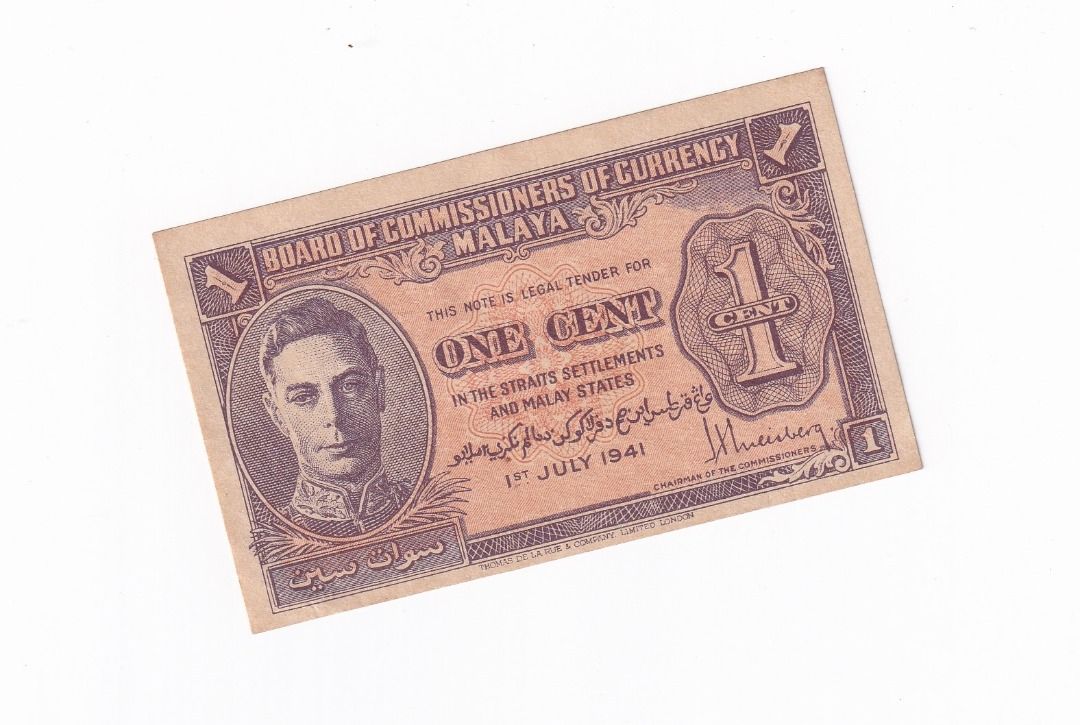 1
BOARD OF COMMISSIONERS OF CURRENCY
MALAYA
1
THIS NOTE IS LEGAL TENDER FOR
ONE CENT
IN THE STRAITS SETTLEMENTS
AND MALAY STATES
1ST JULY 1941
1
CENT
CHAIRMAN OF THE COMMISSIONERS.
1
سوات سين
THOMAS DE LA RUE & COMPANY, LIMITED LONDON